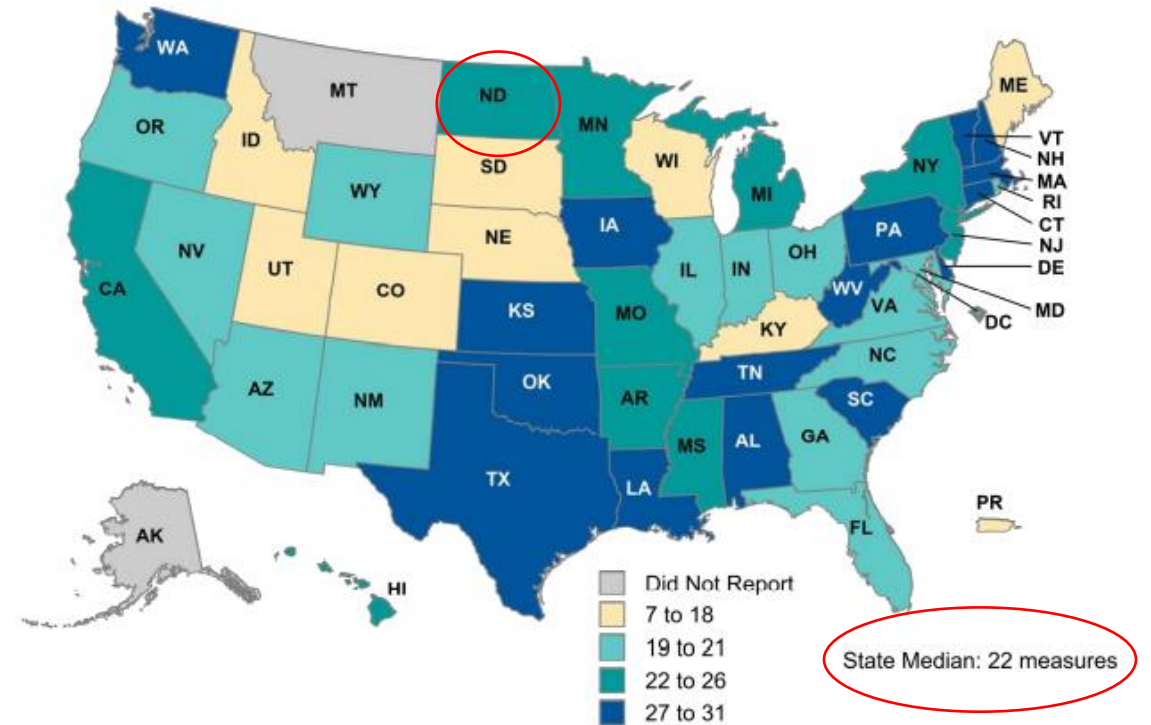 WA
MT
ND
ME
OR
ID
MN
VT
NH
SD
WI
NY
MA
WY
MI
RI
CT
NE
IA
PA
NJ
NV
IL
IN
OH
DE
UT
CO
WV
VA
MD
CA
KS
MO
KY
DC
NC
TN
AZ
NM
OK
AR
SC
MS
AL
GA
TX
LA
FL
PR
AK
HI
Did Not Report
7 to 18
19 to 21
22 to 26
27 to 31
State Median: 22 measures